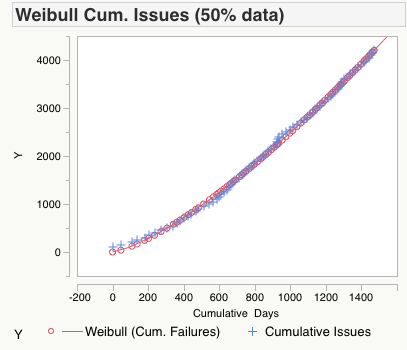 Weibull Cum. Issues (50% data)
4000
3000
2000
1000
0
Y
-200 0 200 400 600 800 1000 1200 1400
Cumulative Days
Y Weibull (Cum. Failures) Cumulative Issues